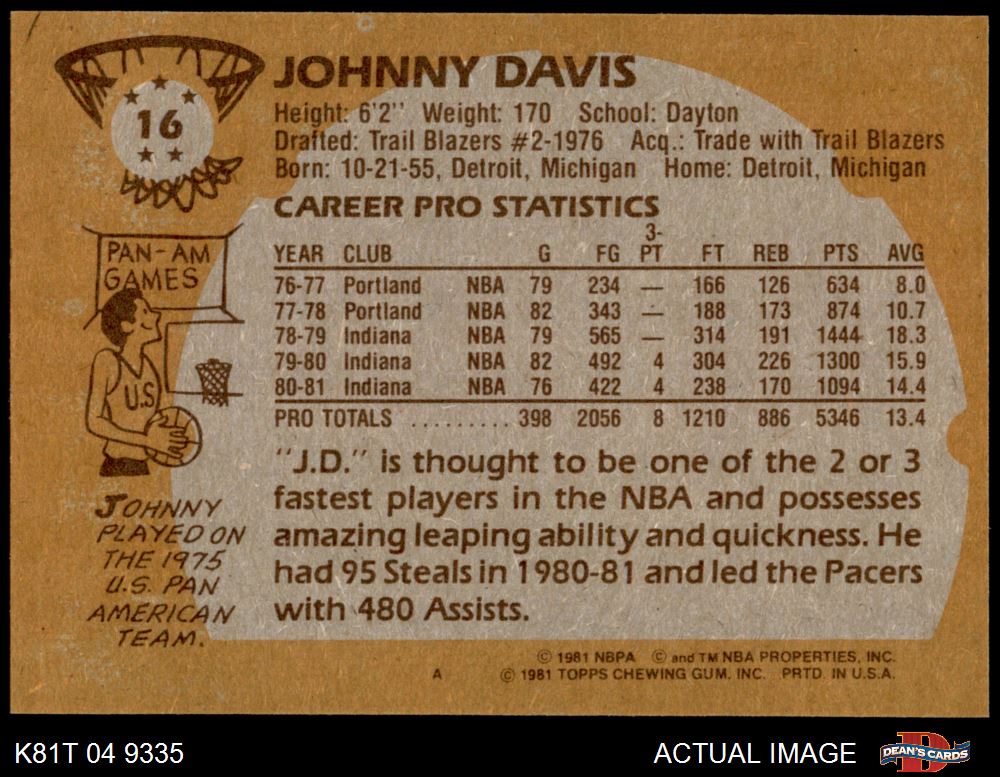 16
JOHNNY DAVIS
Height: 6'2'' Weight: 170 School: Dayton
Drafted: Trail Blazers #2-1976 Acq.: Trade with Trail Blazers
Born: 10-21-55, Detroit, Michigan Home: Detroit, Michigan
CAREER PRO STATISTICS
YEAR CLUB G FG 3-PT FT REB PTS AVG
76-77 Portland NBA 79 234 — 166 126 634 8.0
77-78 Portland NBA 82 343 — 188 173 874 10.7
78-79 Indiana NBA 79 565 — 314 191 1444 18.3
79-80 Indiana NBA 82 492 4 304 226 1300 15.9
80-81 Indiana NBA 76 422 4 238 170 1094 14.4
PRO TOTALS ......... 398 2056 8 1210 886 5346 13.4
"J.D." is thought to be one of the 2 or 3
fastest players in the NBA and possesses
amazing leaping ability and quickness. He
had 95 Steals in 1980-81 and led the Pacers
with 480 Assists.
PAN-AM
GAMES
U.S.
JOHNNY
PLAYED ON
THE 1975
U.S. PAN
AMERICAN
TEAM.
© 1981 NBPA © and TM NBA PROPERTIES, INC.
A © 1981 TOPPS CHEWING GUM, INC. PRTD. IN U.S.A.
K81T 04 9335
ACTUAL IMAGE
DEAN'S CARDS